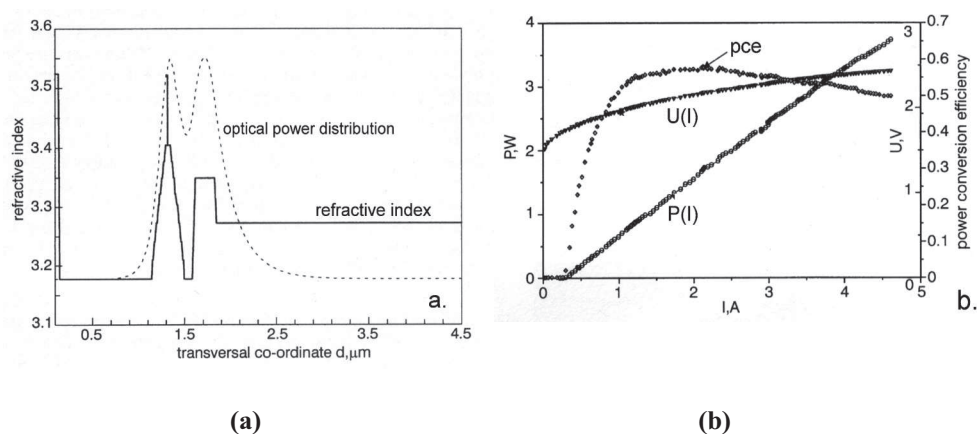 3.6
3.5
3.4
3.3
3.2
3.1
0.5
1.5
2.5
3.5
4.5
refractive index
transversal co-ordinate d,µm
optical power distribution
refractive index
a.
4
3
2
1
0
0
1
2
3
4
5
P,W
I,A
pce
U(I)
P(I)
3
2
1
0
U,V
0.7
0.6
0.5
0.4
0.3
0.2
0.1
0
power conversion efficiency
b.
(a)
(b)